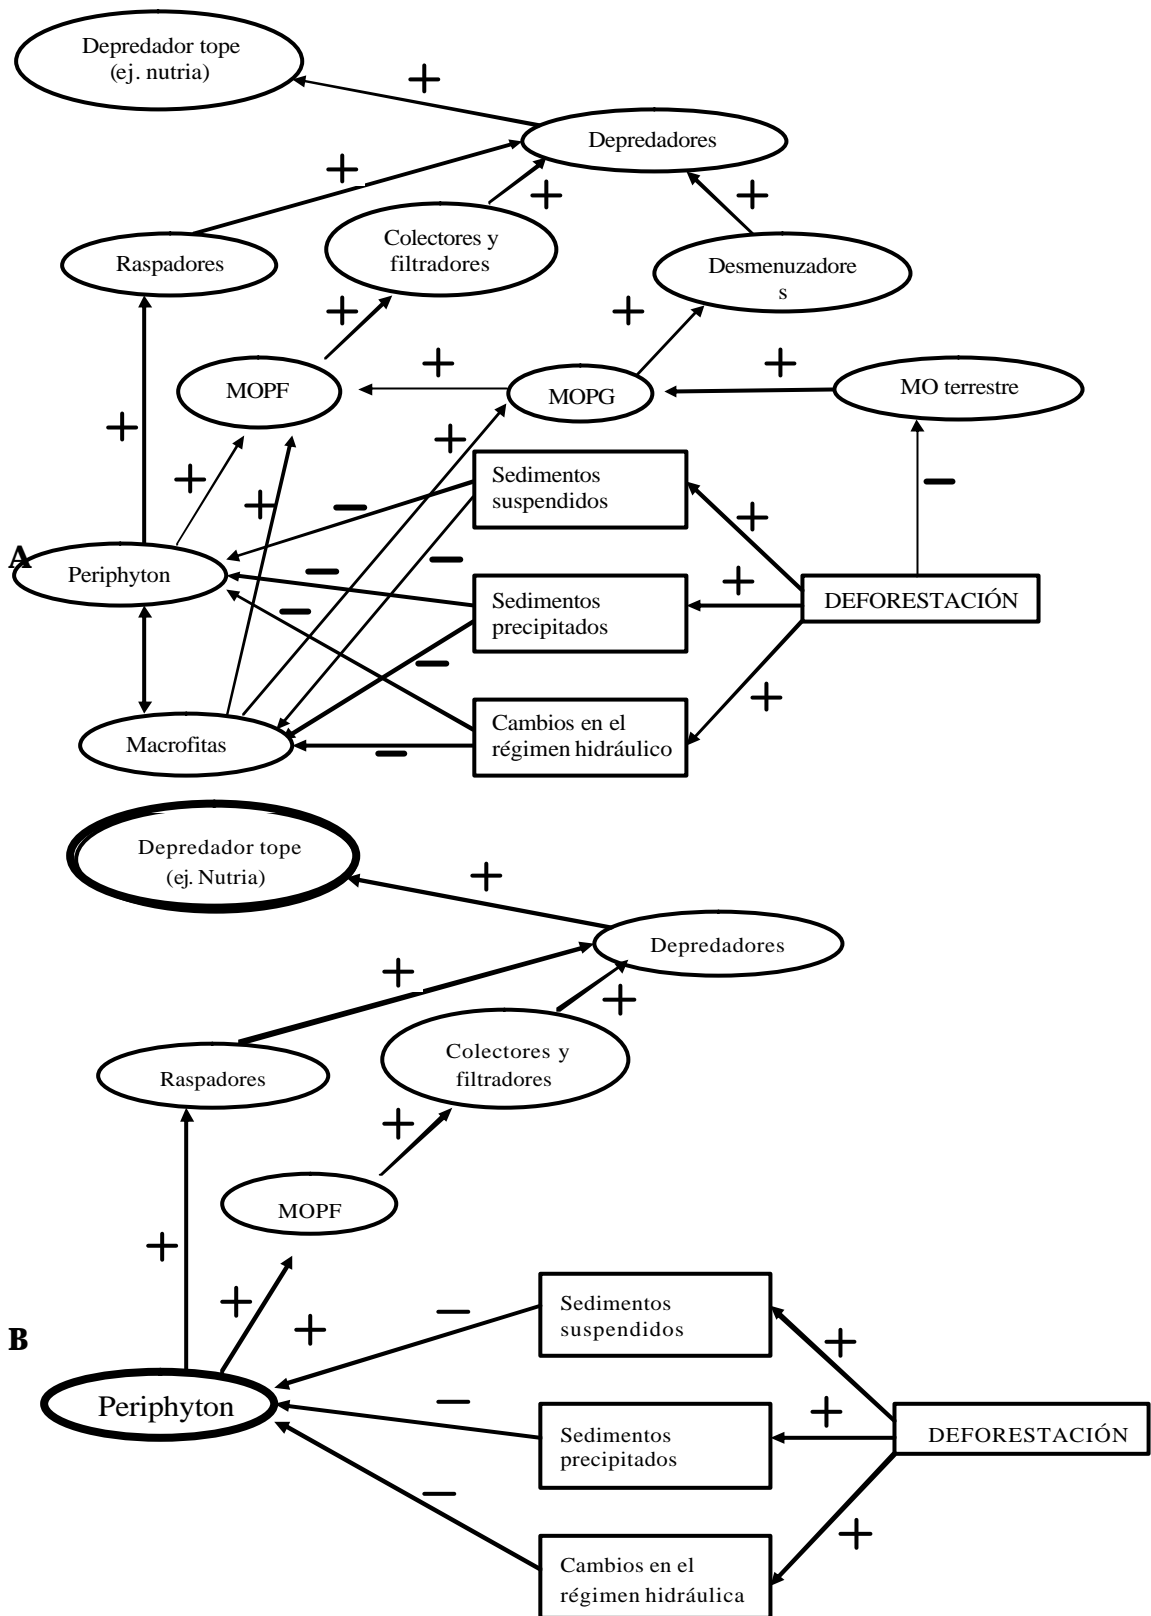 Depredador tope
(ej. nutria)
+
Depredadores
+
+
+
Raspadores
Colectores y
filtradores
Desmenuzadore
s
+
+
MOPF
+
MOPG
+
MO terrestre
+
+
+
+
Sedimentos
suspendidos
−
−
+
A
Periphyton
−
−
Sedimentos
precipitados
+
DEFORESTACIÓN
−
−
+
Macrofitas
−
Cambios en el
régimen hidráulico
Depredador tope
(ej. Nutria)
+
Depredadores
+
+
Raspadores
Colectores y
filtradores
+
MOPF
+
+
+
−
Sedimentos
suspendidos
+
B
Periphyton
−
Sedimentos
precipitados
+
DEFORESTACIÓN
−
+
Cambios en el
régimen hidráulica